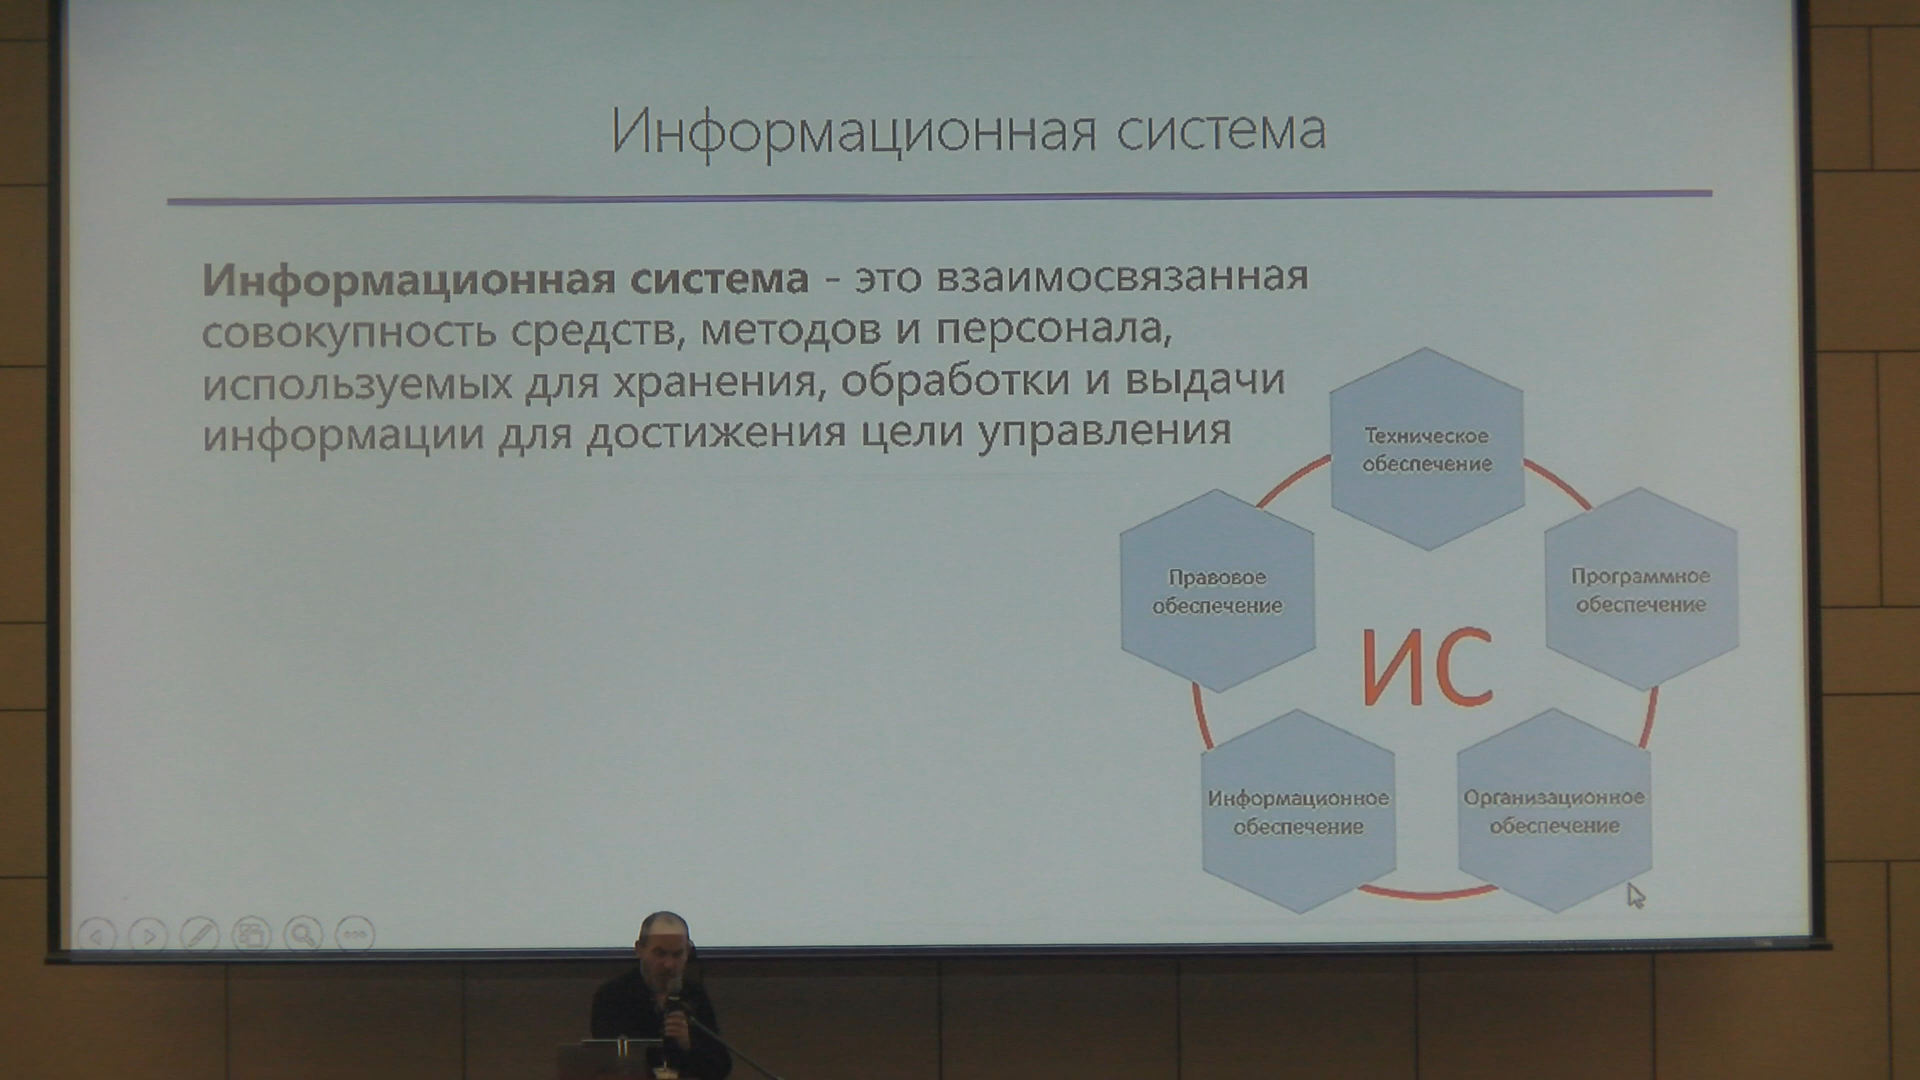 Информационная система
Информационная система - это взаимосвязанная
совокупность средств, методов и персонала,
используемых для хранения, обработки и выдачи
информации для достижения цели управления
Техническое
обеспечение
Правовое
обеспечение
Программное
обеспечение
ИС
Информационное
обеспечение
Организационное
обеспечение